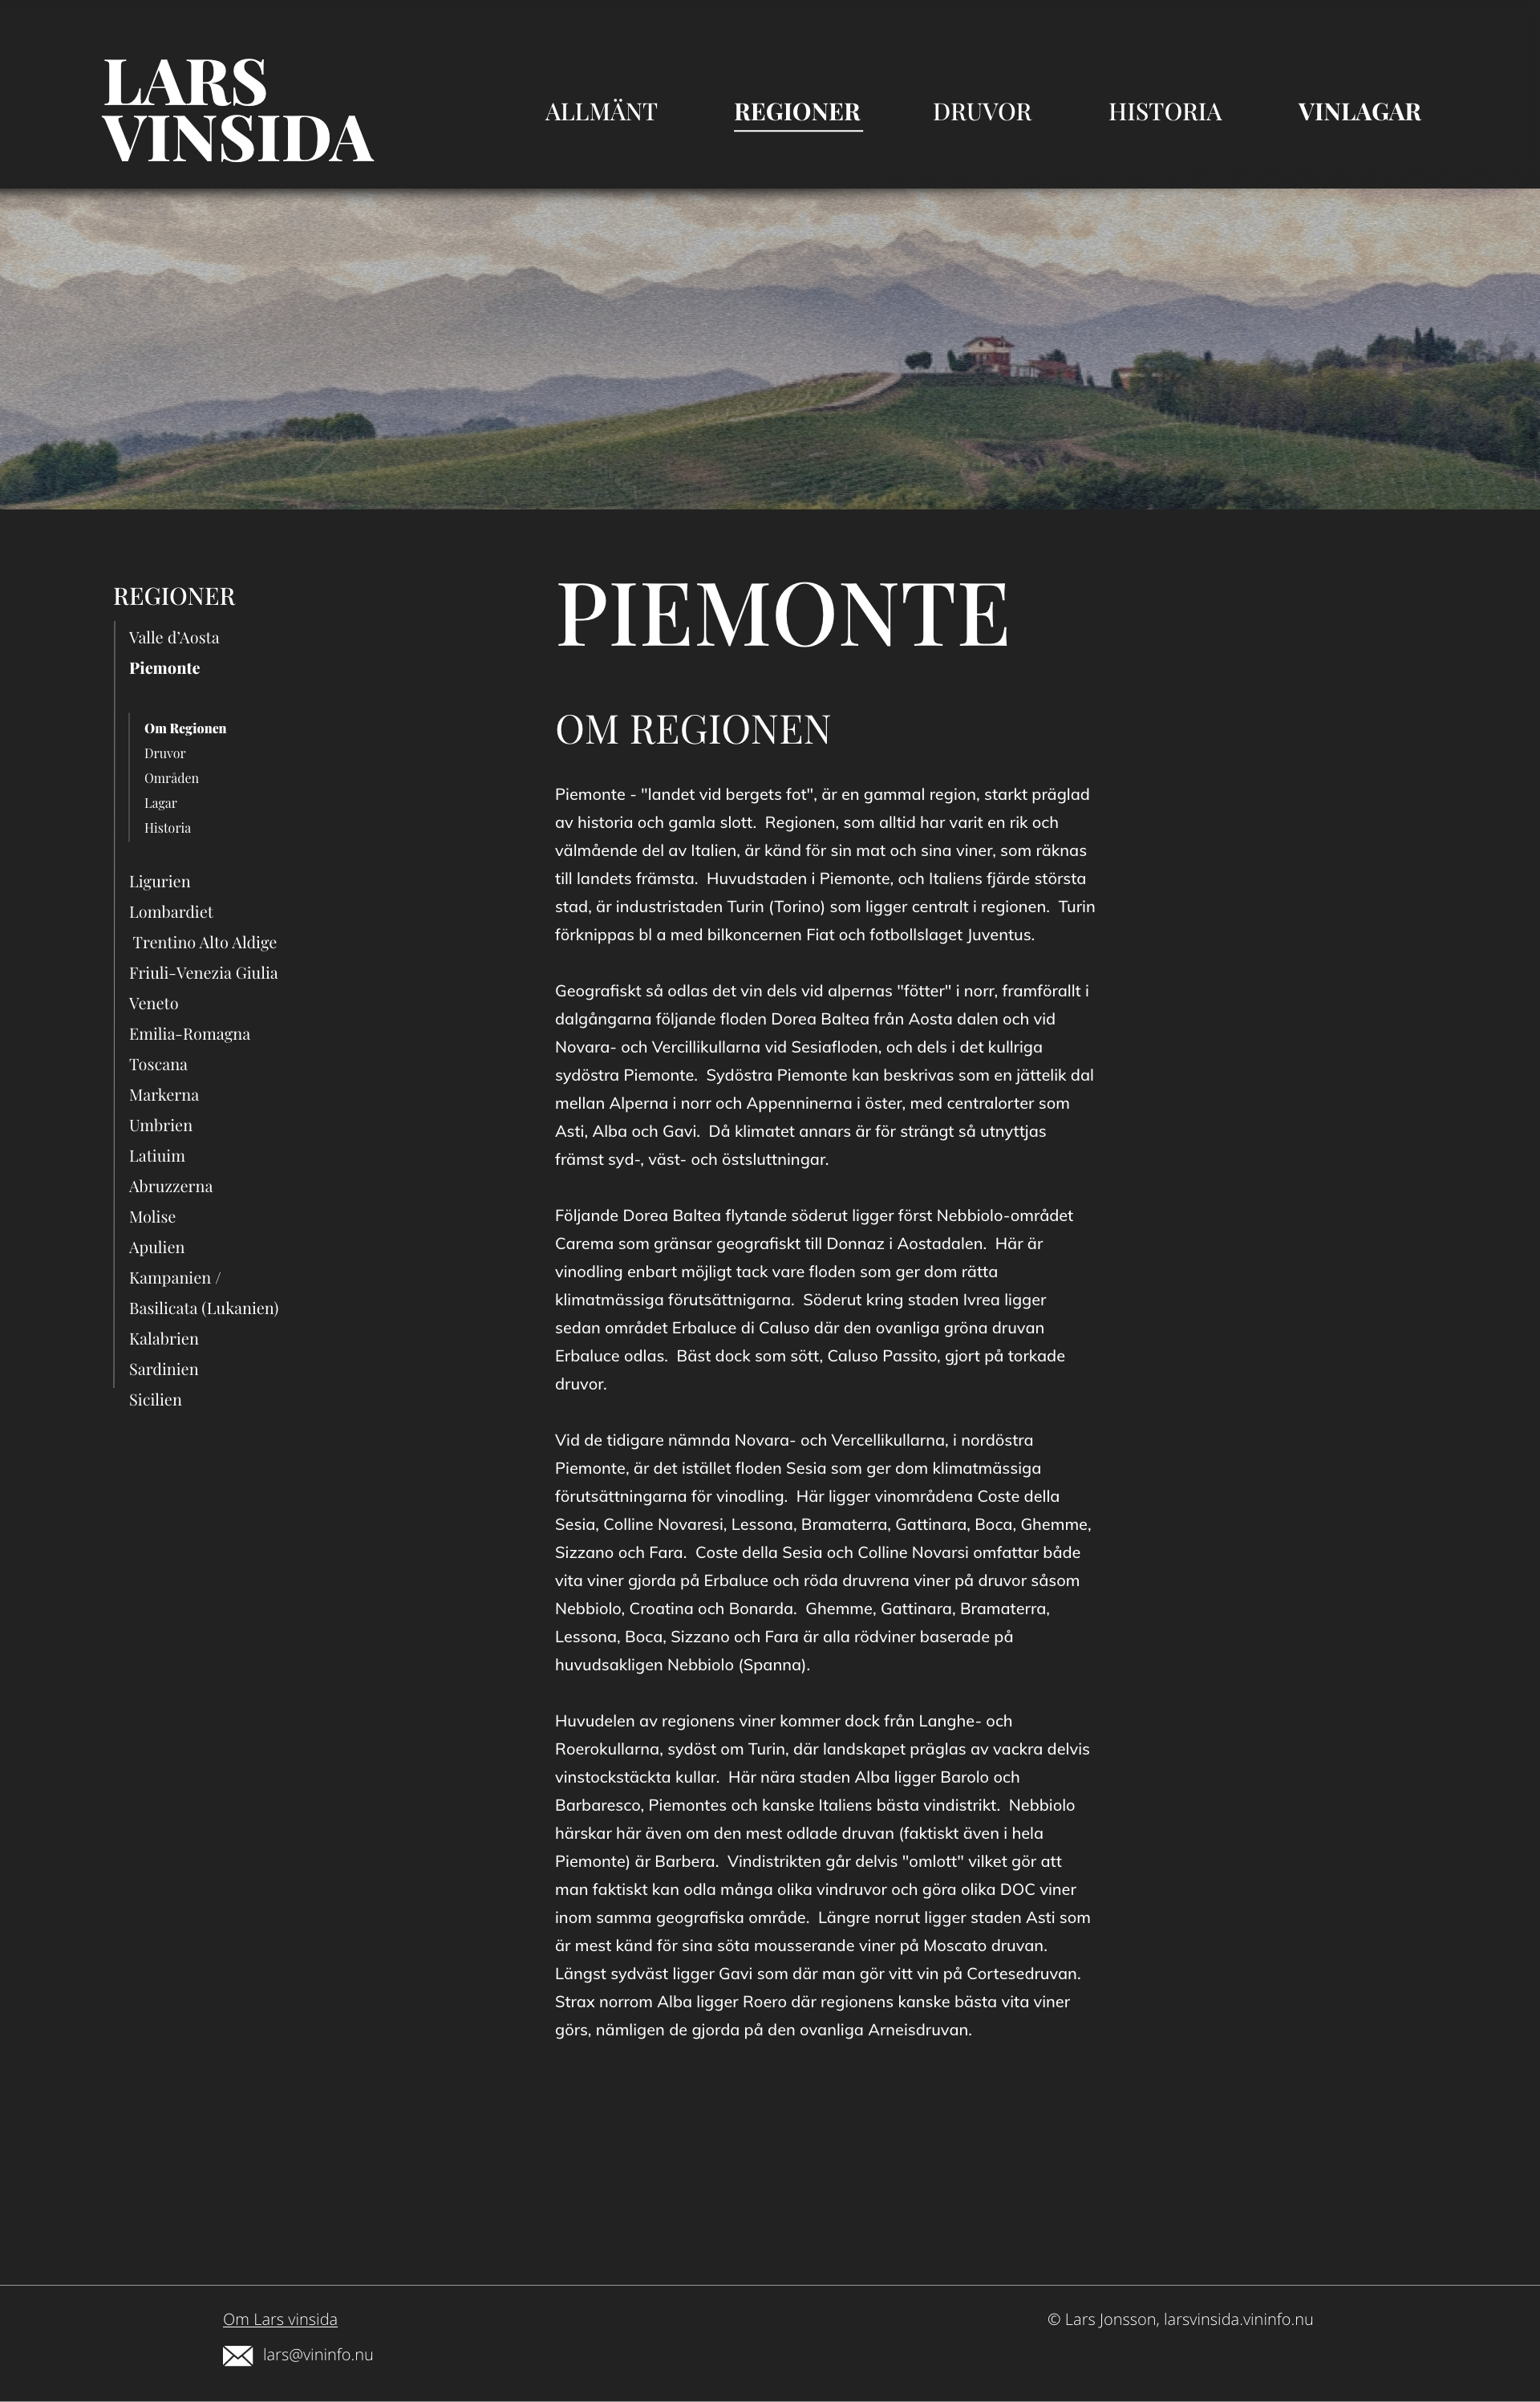 LARS
VINSIDA
ALLMÄNT
REGIONER
DRUVOR
HISTORIA
VINLAGAR
REGIONER
Valle d’Aosta
Piemonte
Om Regionen
Druvor
Områden
Lagar
Historia
Ligurien
Lombardiet
Trentino Alto Aldige
Friuli-Venezia Giulia
Veneto
Emilia-Romagna
Toscana
Markerna
Umbrien
Latiuim
Abruzzerna
Molise
Apulien
Kampanien /
Basilicata (Lukanien)
Kalabrien
Sardinien
Sicilien
PIEMONTE
OM REGIONEN
Piemonte - "landet vid bergets fot", är en gammal region, starkt präglad
av historia och gamla slott.  Regionen, som alltid har varit en rik och
välmående del av Italien, är känd för sin mat och sina viner, som räknas
till landets främsta.  Huvudstaden i Piemonte, och Italiens fjärde största
stad, är industristaden Turin (Torino) som ligger centralt i regionen.  Turin
förknippas bl a med bilkoncernen Fiat och fotbollslaget Juventus.
Geografiskt så odlas det vin dels vid alpernas "fötter" i norr, framförallt i
dalgångarna följande floden Dorea Baltea från Aosta dalen och vid
Novara- och Vercillikullarna vid Sesiafloden, och dels i det kullriga
sydöstra Piemonte.  Sydöstra Piemonte kan beskrivas som en jättelik dal
mellan Alperna i norr och Appenninerna i öster, med centralorter som
Asti, Alba och Gavi.  Då klimatet annars är för strängt så utnyttjas
främst syd-, väst- och östsluttningar.
Följande Dorea Baltea flytande söderut ligger först Nebbiolo-området
Carema som gränsar geografiskt till Donnaz i Aostadalen.  Här är
vinodling enbart möjligt tack vare floden som ger dom rätta
klimatmässiga förutsättnigarna.  Söderut kring staden Ivrea ligger
sedan området Erbaluce di Caluso där den ovanliga gröna druvan
Erbaluce odlas.  Bäst dock som sött, Caluso Passito, gjort på torkade
druvor.
Vid de tidigare nämnda Novara- och Vercellikullarna, i nordöstra
Piemonte, är det istället floden Sesia som ger dom klimatmässiga
förutsättningarna för vinodling.  Här ligger vinområdena Coste della
Sesia, Colline Novaresi, Lessona, Bramaterra, Gattinara, Boca, Ghemme,
Sizzano och Fara.  Coste della Sesia och Colline Novarsi omfattar både
vita viner gjorda på Erbaluce och röda druvrena viner på druvor såsom
Nebbiolo, Croatina och Bonarda.  Ghemme, Gattinara, Bramaterra,
Lessona, Boca, Sizzano och Fara är alla rödviner baserade på
huvudsakligen Nebbiolo (Spanna).
Huvudelen av regionens viner kommer dock från Langhe- och
Roerokullarna, sydöst om Turin, där landskapet präglas av vackra delvis
vinstockstäckta kullar.  Här nära staden Alba ligger Barolo och
Barbaresco, Piemontes och kanske Italiens bästa vindistrikt.  Nebbiolo
härskar här även om den mest odlade druvan (faktiskt även i hela
Piemonte) är Barbera.  Vindistrikten går delvis "omlott" vilket gör att
man faktiskt kan odla många olika vindruvor och göra olika DOC viner
inom samma geografiska område.  Längre norrut ligger staden Asti som
är mest känd för sina söta mousserande viner på Moscato druvan.
Längst sydväst ligger Gavi som där man gör vitt vin på Cortesedruvan.
Strax norrom Alba ligger Roero där regionens kanske bästa vita viner
görs, nämligen de gjorda på den ovanliga Arneisdruvan.
Om Lars vinsida
© Lars Jonsson, larsvinsida.vininfo.nu
lars@vininfo.nu